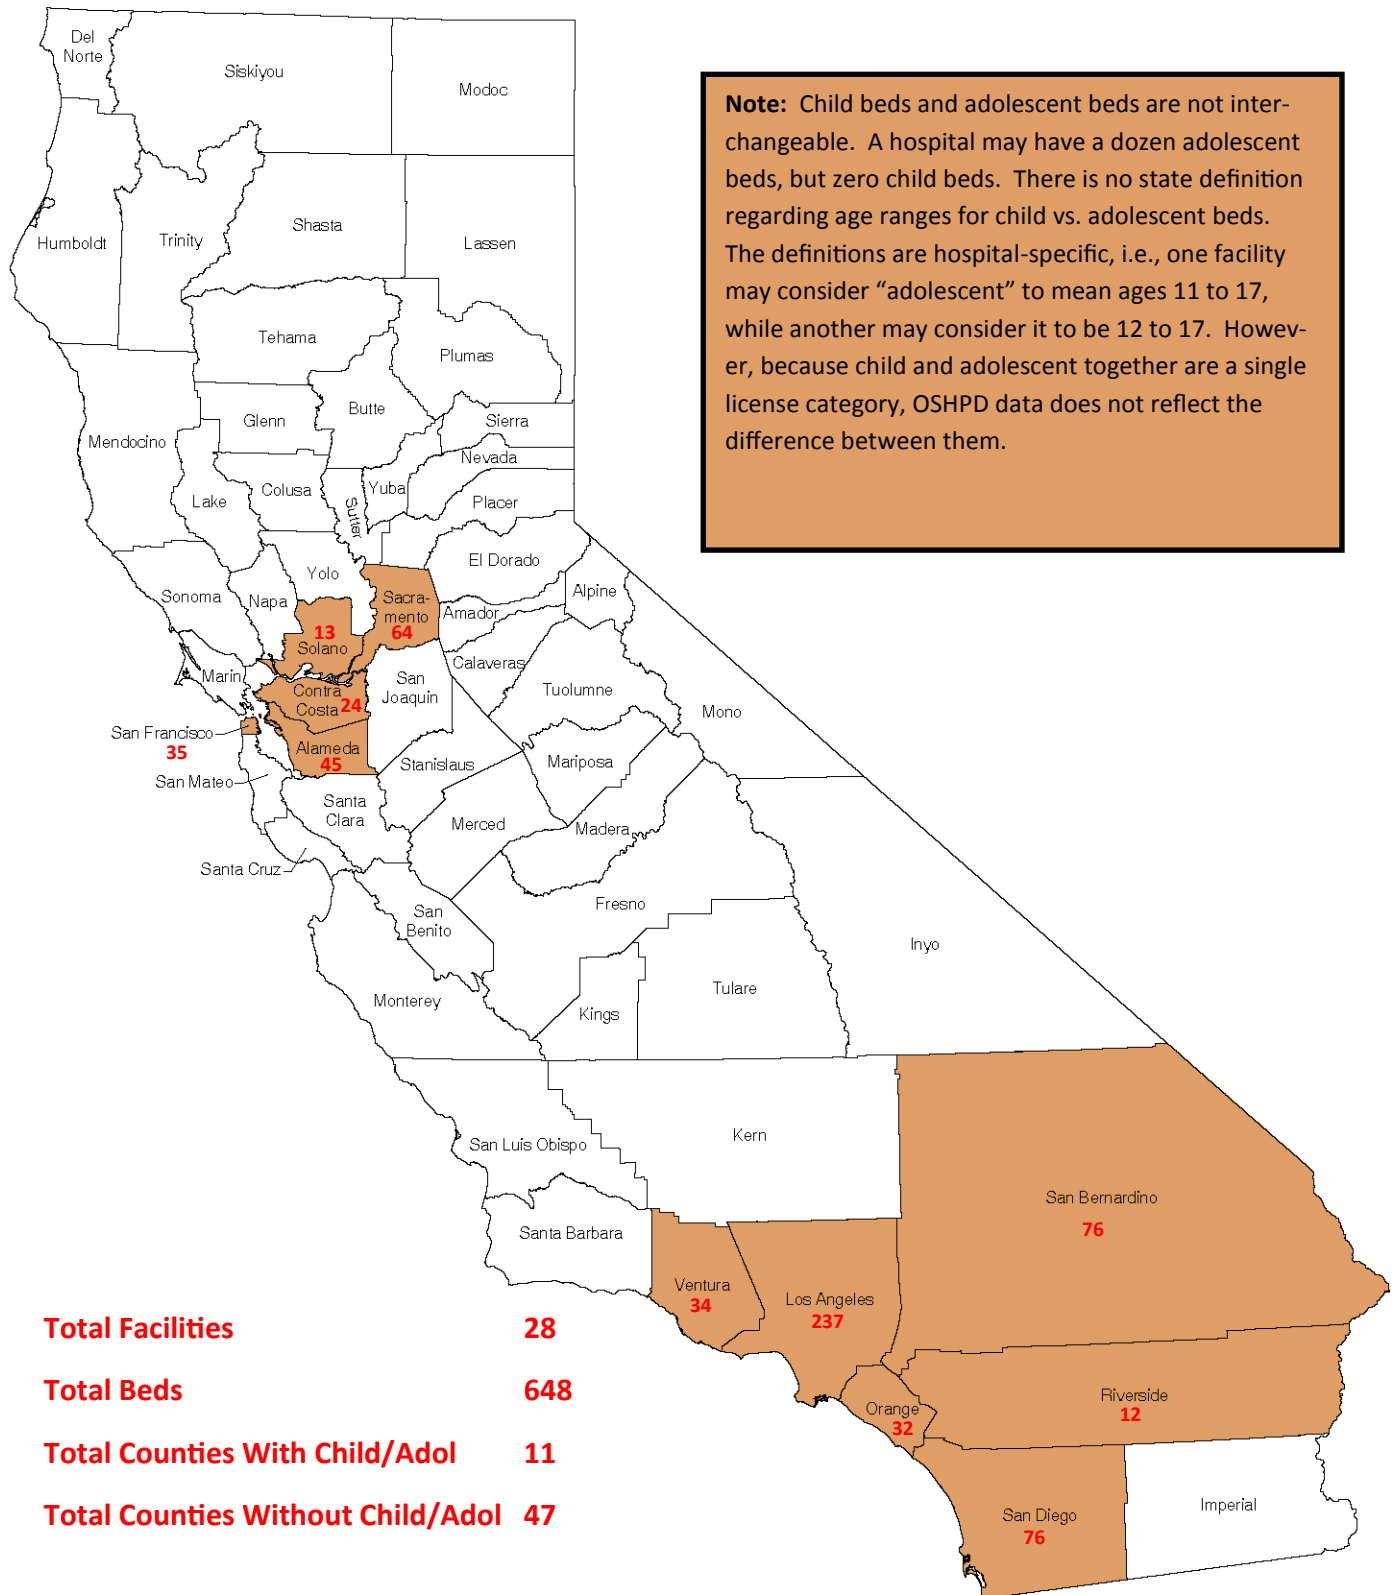 Del
Norte
Siskiyou
Modoc
Note: Child beds and adolescent beds are not inter-
changeable. A hospital may have a dozen adolescent
beds, but zero child beds. There is no state definition
regarding age ranges for child vs. adolescent beds.
The definitions are hospital-specific, i.e., one facility
may consider “adolescent” to mean ages 11 to 17,
while another may consider it to be 12 to 17. Howev-
er, because child and adolescent together are a single
license category, OSHPD data does not reflect the
difference between them.
Humboldt
Trinity
Shasta
Lassen
Tehama
Plumas
Mendocino
Glenn
Butte
Sierra
Nevada
Lake
Colusa
Sutter
Yuba
Placer
Sonoma
Napa
Yolo
El Dorado
Sacra-
mento
64
Amador
Alpine
13
Solano
Marin
Calaveras
San
Joaquin
Tuolumne
Mono
Contra
Costa
24
San Francisco
35
Alameda
45
San Mateo
Stanislaus
Mariposa
Santa
Clara
Merced
Madera
Santa Cruz
San
Benito
Fresno
Inyo
Monterey
Kings
Tulare
San Luis Obispo
Kern
San Bernardino
76
Santa Barbara
Ventura
34
Los Angeles
237
Orange
32
Riverside
12
San Diego
76
Imperial
Total Facilities 28
Total Beds 648
Total Counties With Child/Adol 11
Total Counties Without Child/Adol 47